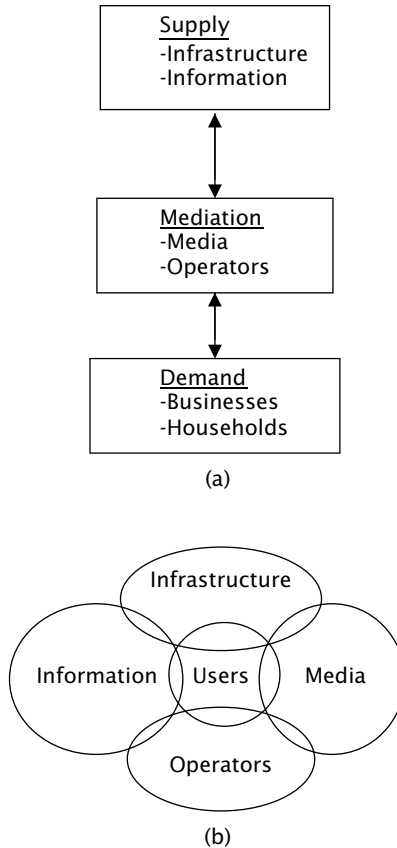 Supply
-Infrastructure
-Information
Mediation
-Media
-Operators
Demand
-Businesses
-Households
(a)
Infrastructure
Information Users Media
Operators
(b)